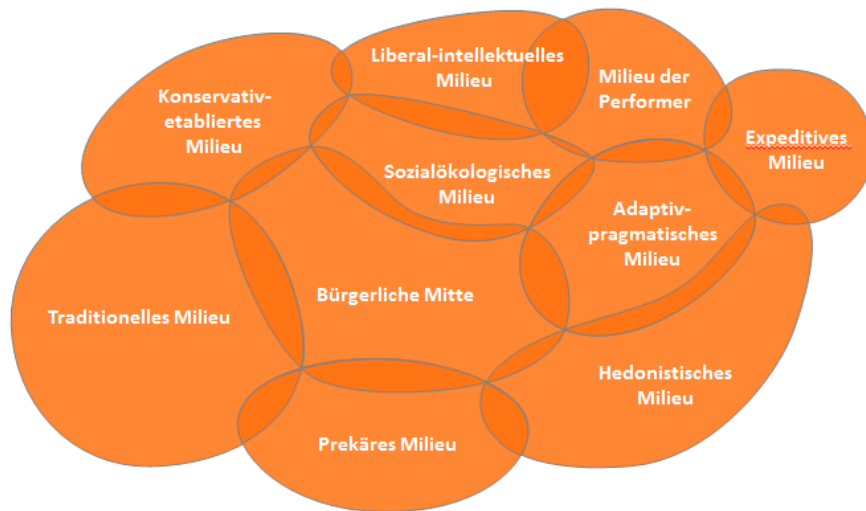 Liberal-intellektuelles
Milieu
Milieu der
Performer
Konservativ-
etabliertes
Milieu
Expeditives
Milieu
Sozialökologisches
Milieu
Adaptiv-
pragmatisches
Milieu
Bürgerliche Mitte
Traditionelles Milieu
Hedonistisches
Milieu
Prekäres Milieu